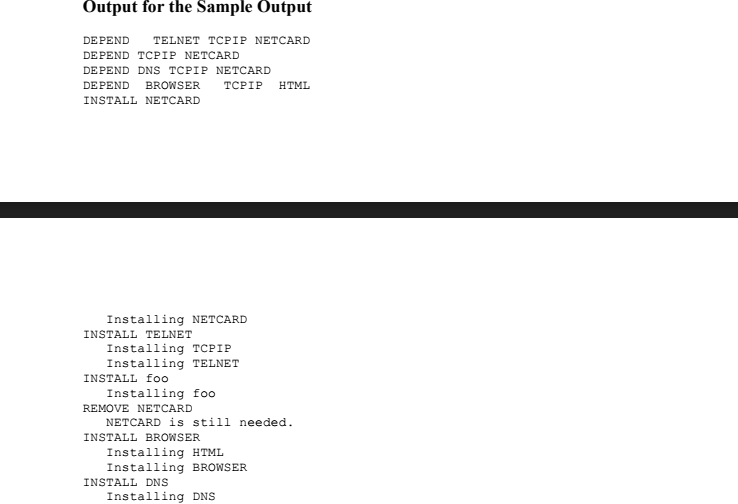 Output for the Sample Output
DEPEND   TELNET TCPIP NETCARD
DEPEND TCPIP NETCARD
DEPEND DNS TCPIP NETCARD
DEPEND  BROWSER   TCPIP  HTML
INSTALL NETCARD
   Installing NETCARD
INSTALL TELNET
   Installing TCPIP
   Installing TELNET
INSTALL foo
   Installing foo
REMOVE NETCARD
   NETCARD is still needed.
INSTALL BROWSER
   Installing HTML
   Installing BROWSER
INSTALL DNS
   Installing DNS